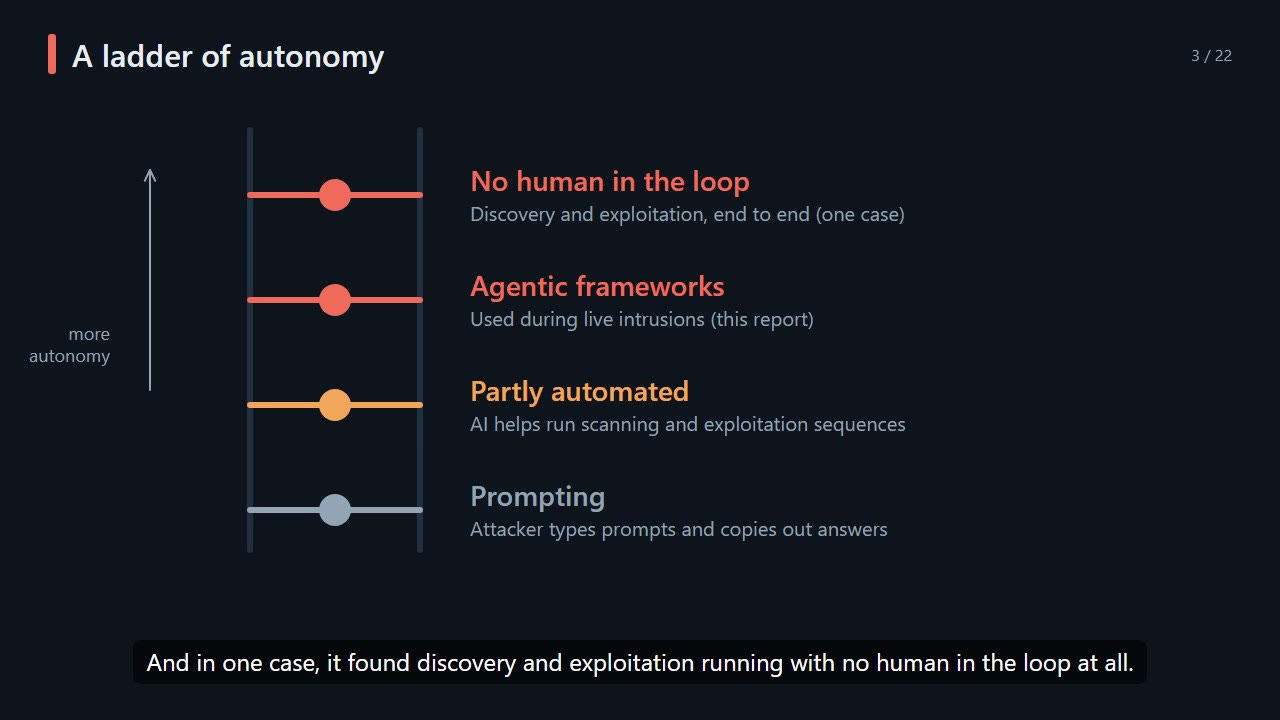 A ladder of autonomy
3 / 22
No human in the loop
Discovery and exploitation, end to end (one case)
Agentic frameworks
Used during live intrusions (this report)
more
autonomy
Partly automated
AI helps run scanning and exploitation sequences
Prompting
Attacker types prompts and copies out answers
And in one case, it found discovery and exploitation running with no human in the loop at all.